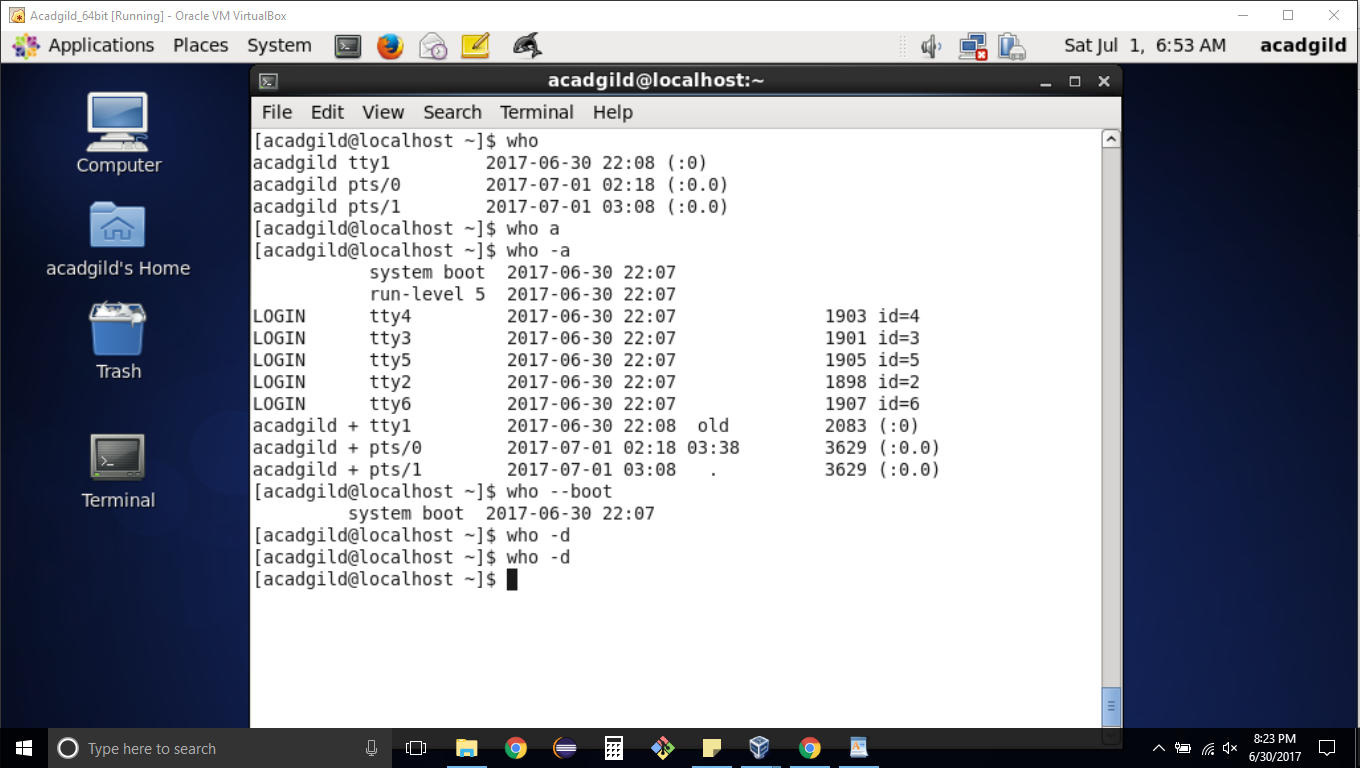 Acadgild_64bit [Running] - Oracle VM VirtualBox
Applications Places System Sat Jul 1, 6:53 AM acadgild
acadgild@localhost:~
File Edit View Search Terminal Help
Computer
acadgild's Home
Trash
Terminal
[acadgild@localhost ~]$ who
acadgild tty1        2017-06-30 22:08 (:0)
acadgild pts/0        2017-07-01 02:18 (:0.0)
acadgild pts/1        2017-07-01 03:08 (:0.0)
[acadgild@localhost ~]$ who a
[acadgild@localhost ~]$ who -a
           system boot  2017-06-30 22:07
           run-level 5  2017-06-30 22:07
LOGIN      tty4         2017-06-30 22:07              1903 id=4
LOGIN      tty3         2017-06-30 22:07              1901 id=3
LOGIN      tty5         2017-06-30 22:07              1905 id=5
LOGIN      tty2         2017-06-30 22:07              1898 id=2
LOGIN      tty6         2017-06-30 22:07              1907 id=6
acadgild + tty1         2017-06-30 22:08  old         2083 (:0)
acadgild + pts/0        2017-07-01 02:18 03:38        3629 (:0.0)
acadgild + pts/1        2017-07-01 03:08   .          3629 (:0.0)
[acadgild@localhost ~]$ who --boot
         system boot  2017-06-30 22:07
[acadgild@localhost ~]$ who -d
[acadgild@localhost ~]$ who -d
[acadgild@localhost ~]$
Type here to search
8:23 PM
6/30/2017